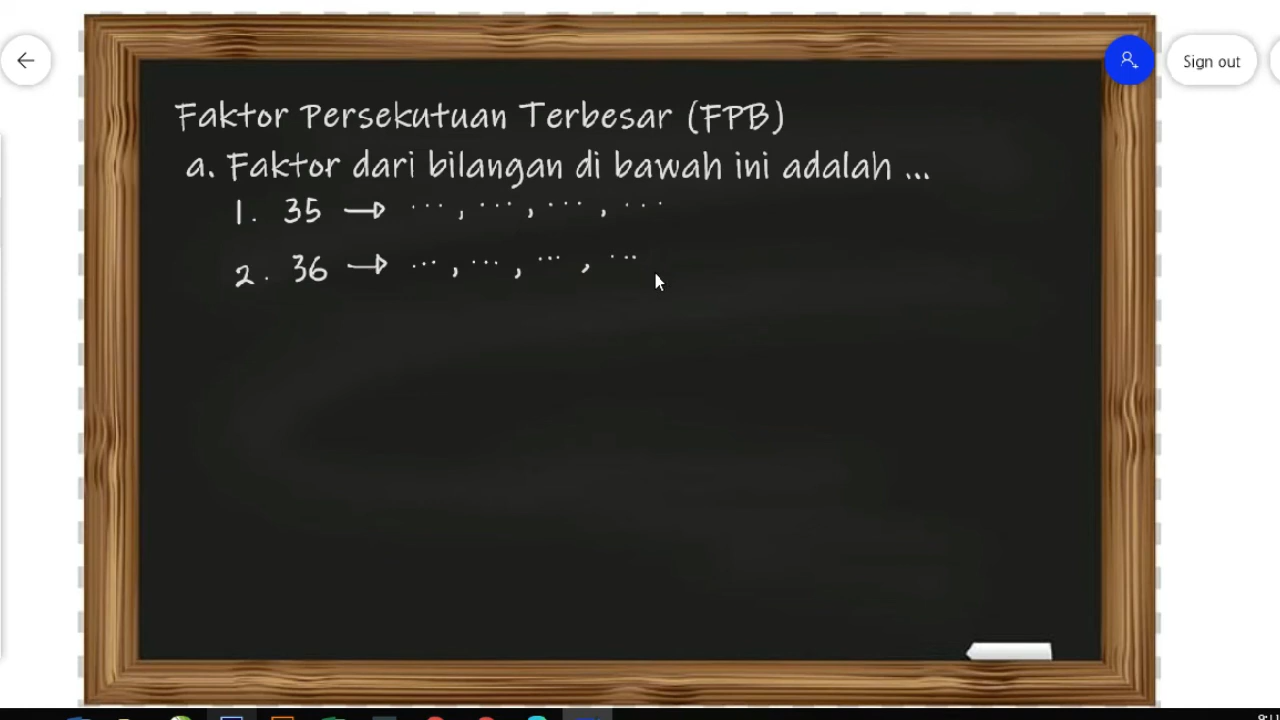 Sign out
Faktor Persekutuan Terbesar (FPB)
a. Faktor dari bilangan di bawah ini adalah ...
1. 35 → ... , ... , ... , ...
2. 36 → ... , ... , ... , ...